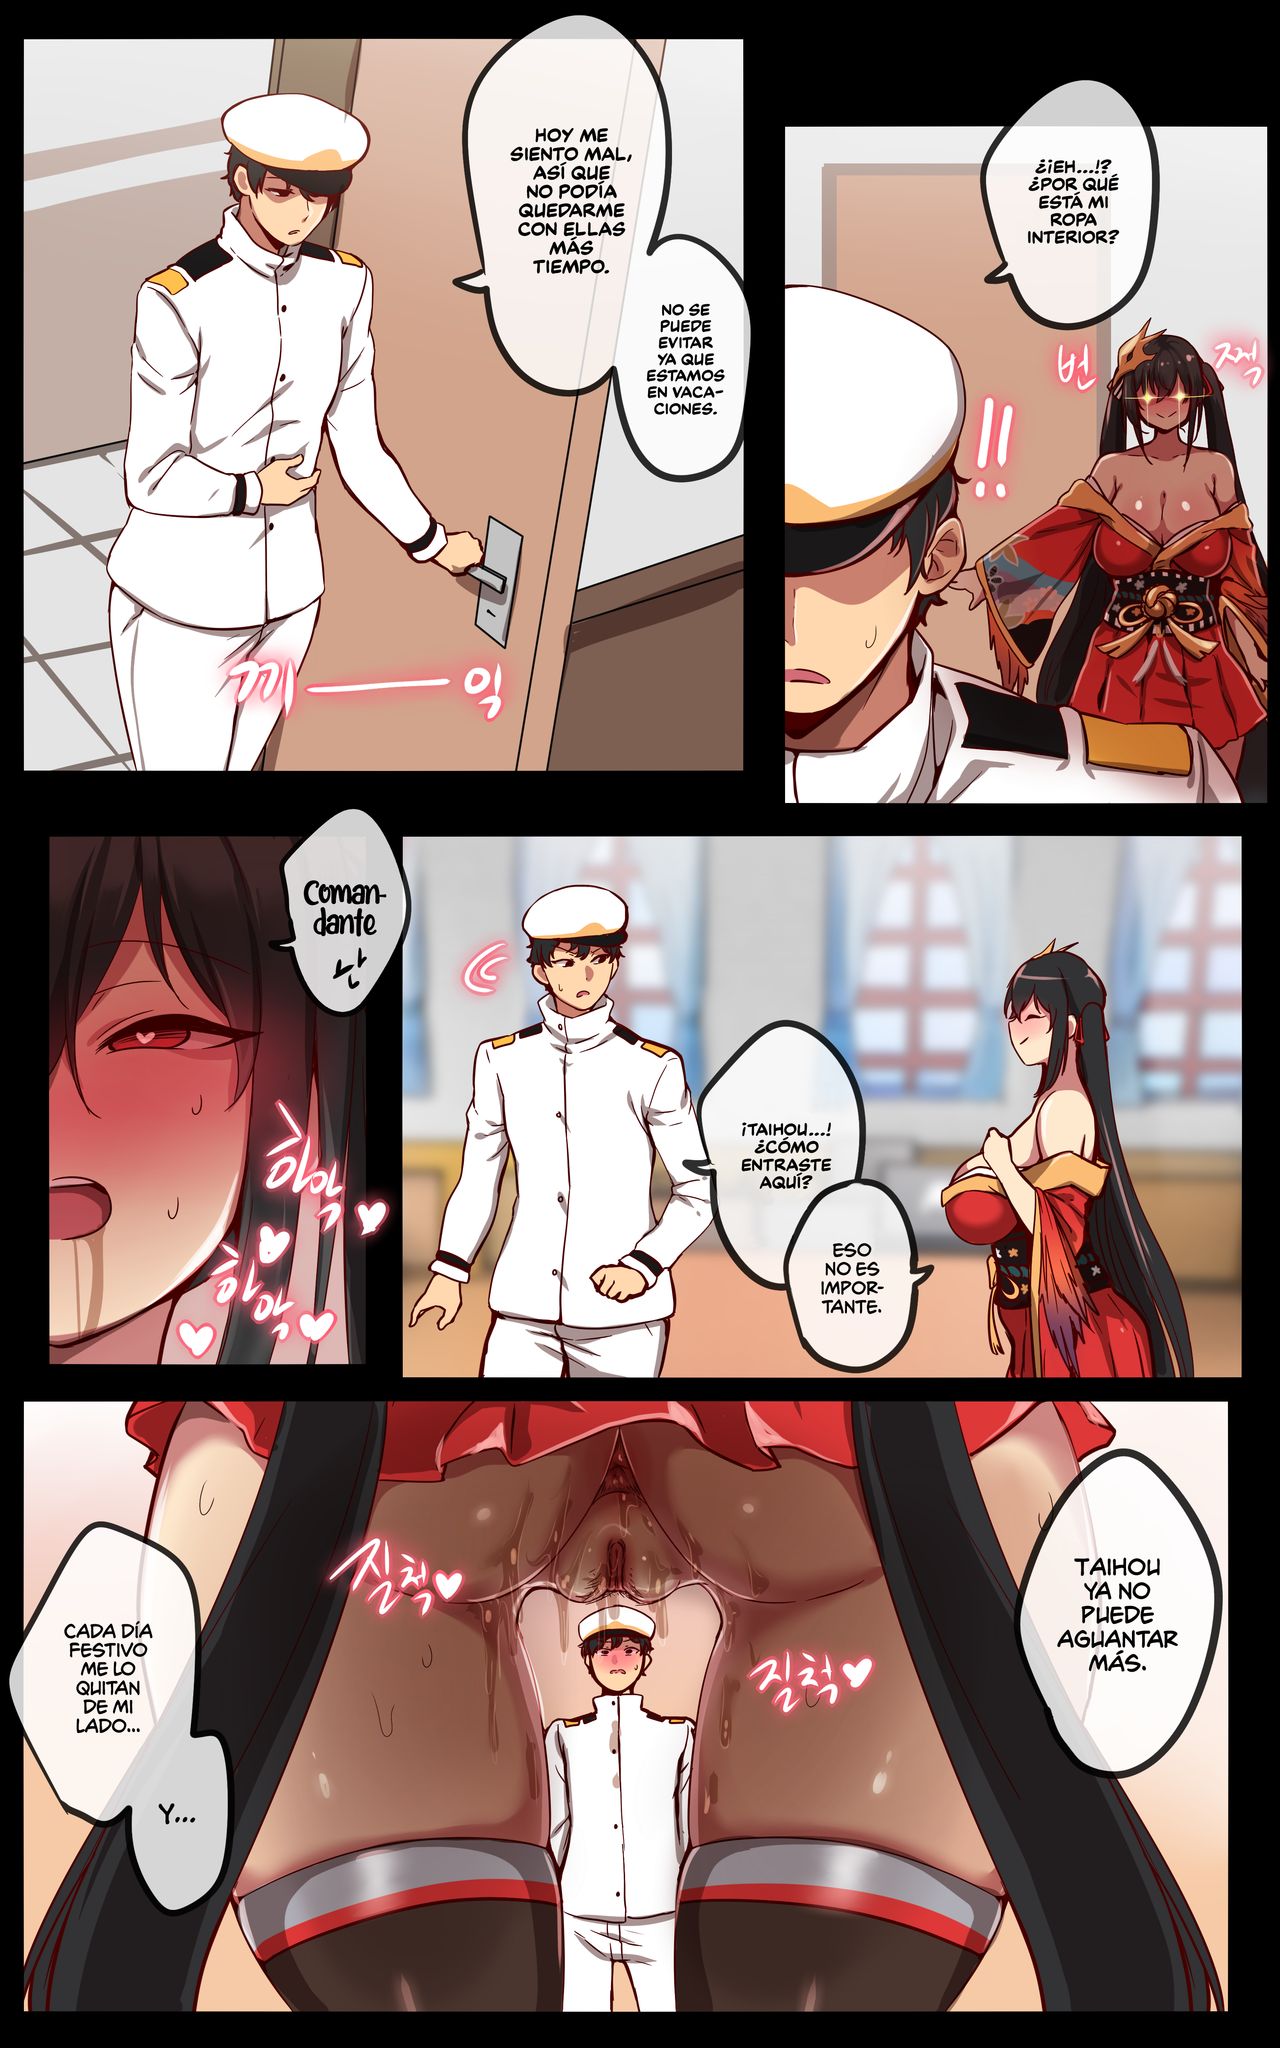 HOY ME
SIENTO MAL,
ASÍ QUE
NO PODÍA
QUEDARME
CON ELLAS
MÁS
TIEMPO.
NO SE
PUEDE
EVITAR
YA QUE
ESTAMOS
EN VACA-
CIONES.
끼 익
¿¡EH...!?
¿POR QUÉ
ESTÁ MI
ROPA
INTERIOR?
번 쩍
!!
Coman-
dante
하악
하악
¡TAIHOU...!
¿CÓMO
ENTRASTE
AQUÍ?
ESO
NO ES
IMPOR-
TANTE.
TAIHOU
YA NO
PUEDE
AGUANTAR
MÁS.
질척
질척
CADA DÍA
FESTIVO
ME LO
QUITAN
DE MI
LADO...
Y...